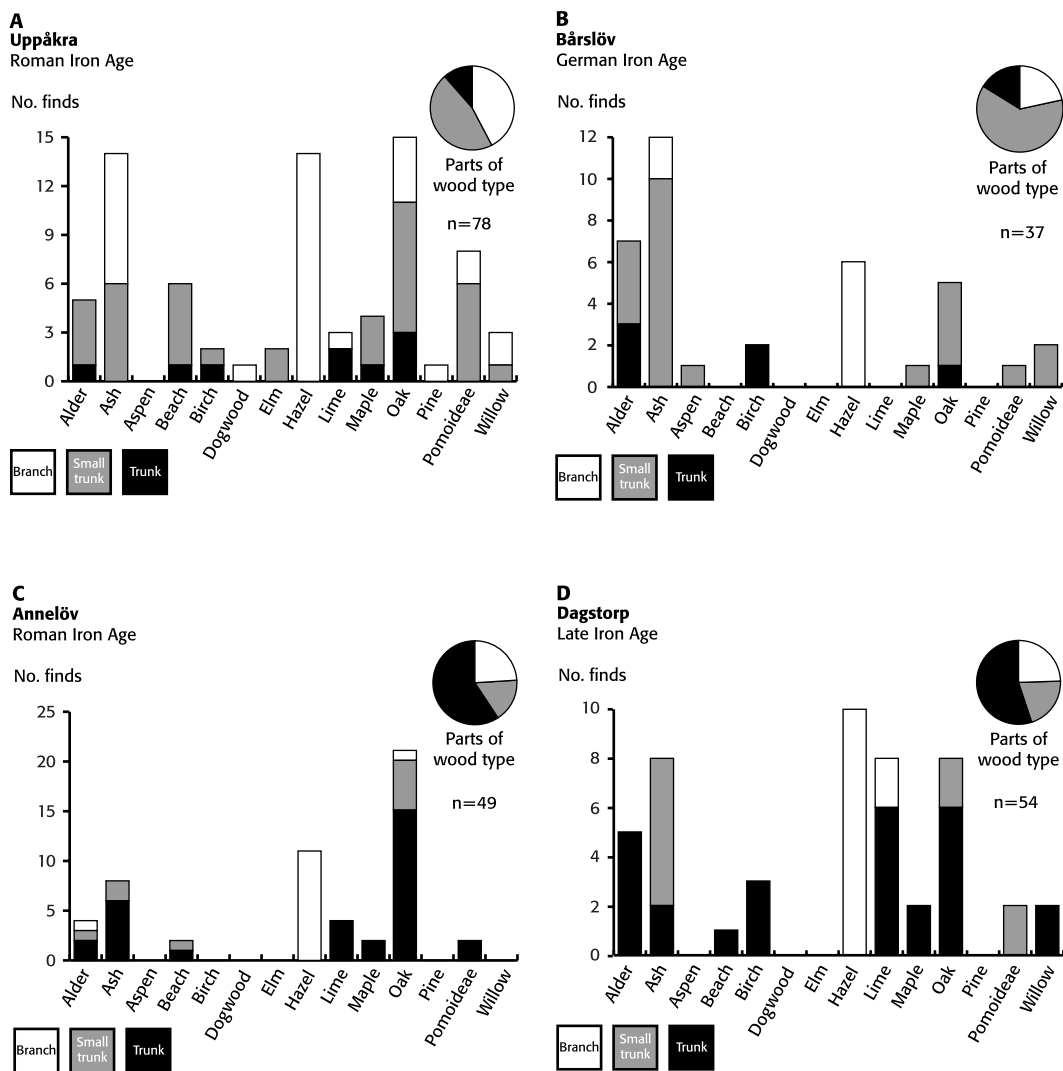 A
Uppåkra
Roman Iron Age
No. finds
15
12
9
6
3
0
Alder
Ash
Aspen
Beach
Birch
Dogwood
Elm
Hazel
Lime
Maple
Oak
Pine
Pomoideae
Willow
Parts of
wood type
n=78
Branch
Small
trunk
Trunk
B
Bårslöv
German Iron Age
No. finds
12
10
8
6
4
2
0
Alder
Ash
Aspen
Beach
Birch
Dogwood
Elm
Hazel
Lime
Maple
Oak
Pine
Pomoideae
Willow
Parts of
wood type
n=37
Branch
Small
trunk
Trunk
C
Annelöv
Roman Iron Age
No. finds
25
20
15
10
5
0
Alder
Ash
Aspen
Beach
Birch
Dogwood
Elm
Hazel
Lime
Maple
Oak
Pine
Pomoideae
Willow
Parts of
wood type
n=49
Branch
Small
trunk
Trunk
D
Dagstorp
Late Iron Age
No. finds
10
8
6
4
2
0
Alder
Ash
Aspen
Beach
Birch
Dogwood
Elm
Hazel
Lime
Maple
Oak
Pine
Pomoideae
Willow
Parts of
wood type
n=54
Branch
Small
trunk
Trunk